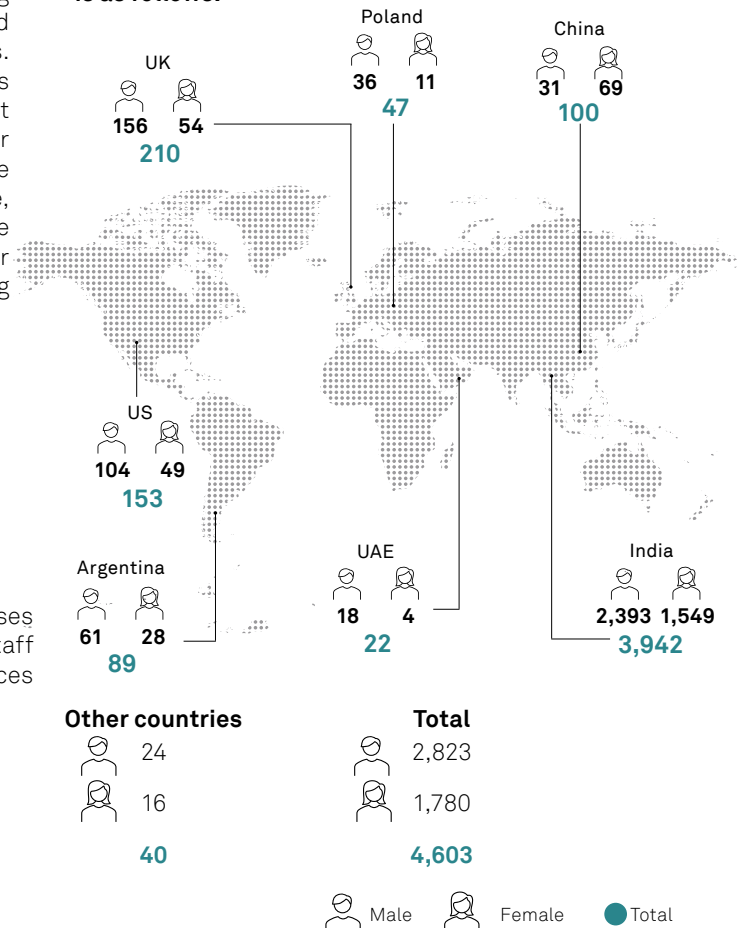 Poland
36 11
47
China
31 69
100
UK
156 54
210
US
104 49
153
Argentina
61 28
89
UAE
18 4
22
India
2,393 1,549
3,942
Other countries
24
16
40
Total
2,823
1,780
4,603
Male Female Total